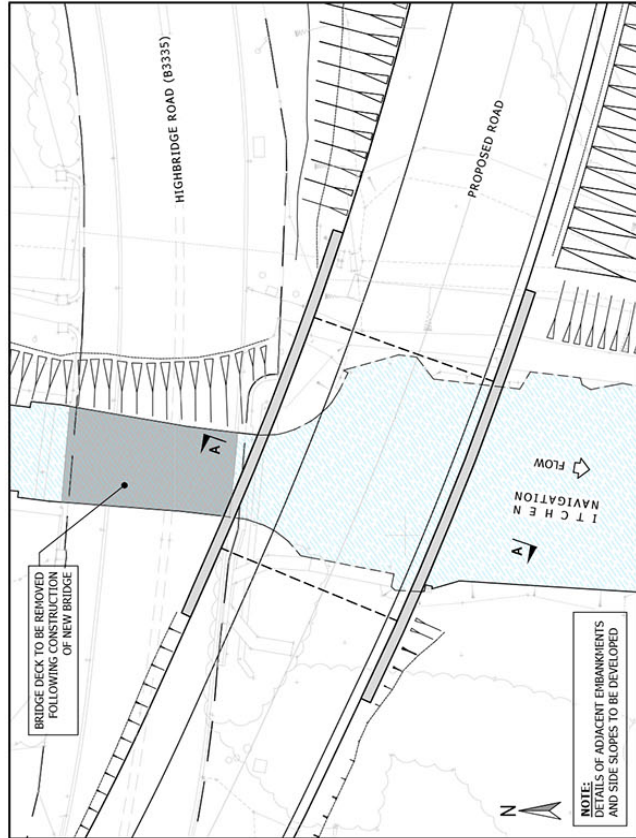 BRIDGE DECK TO BE REMOVED
FOLLOWING CONSTRUCTION
OF NEW BRIDGE
HIGHBRIDGE ROAD (B3335)
PROPOSED ROAD
A
A
ITCHEN
NAVIGATION
FLOW
N
NOTE:
DETAILS OF ADJACENT EMBANKMENTS
AND SIDE SLOPES TO BE DEVELOPED